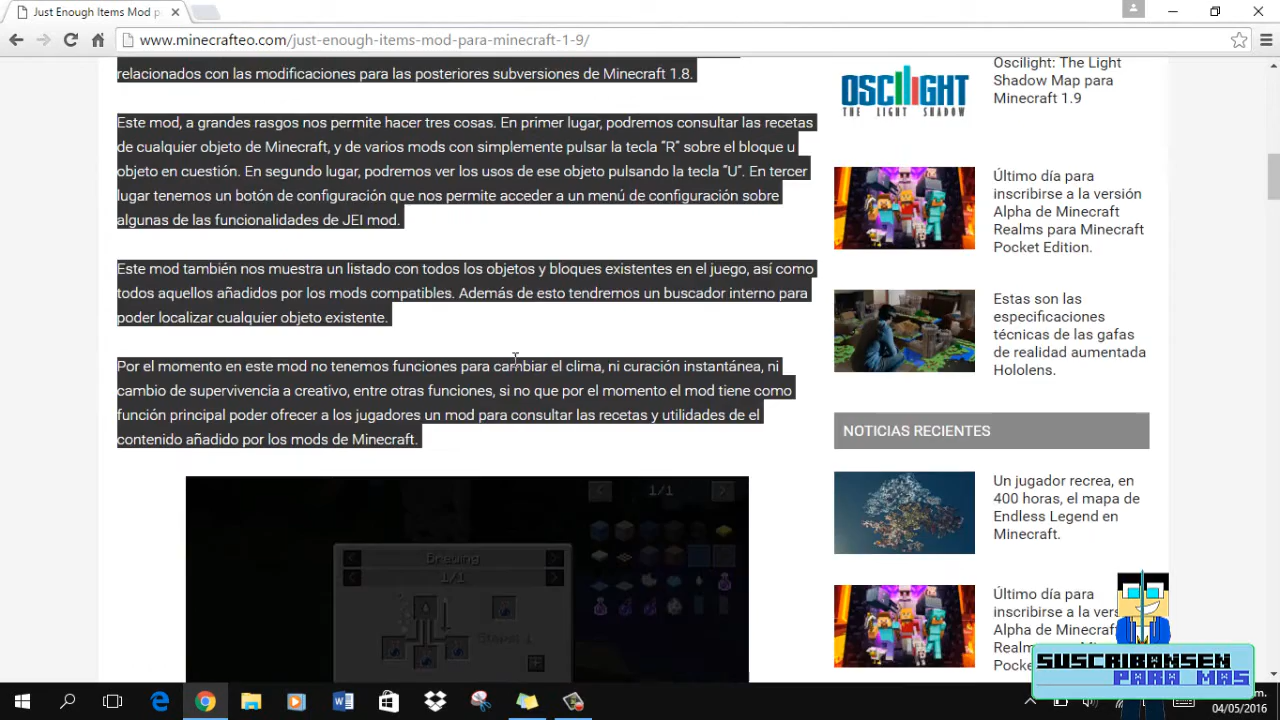 Just Enough Items Mod p
www.minecrafteo.com/just-enough-items-mod-para-minecraft-1-9/
relacionados con las modificaciones para las posteriores subversiones de Minecraft 1.8.
Este mod, a grandes rasgos nos permite hacer tres cosas. En primer lugar, podremos consultar las recetas
de cualquier objeto de Minecraft, y de varios mods con simplemente pulsar la tecla “R” sobre el bloque u
objeto en cuestión. En segundo lugar, podremos ver los usos de ese objeto pulsando la tecla “U”. En tercer
lugar tenemos un botón de configuración que nos permite acceder a un menú de configuración sobre
algunas de las funcionalidades de JEI mod.
Este mod también nos muestra un listado con todos los objetos y bloques existentes en el juego, así como
todos aquellos añadidos por los mods compatibles. Además de esto tendremos un buscador interno para
poder localizar cualquier objeto existente.
Por el momento en este mod no tenemos funciones para cambiar el clima, ni curación instantánea, ni
cambio de supervivencia a creativo, entre otras funciones, si no que por el momento el mod tiene como
función principal poder ofrecer a los jugadores un mod para consultar las recetas y utilidades de el
contenido añadido por los mods de Minecraft.
1/1
Brewing
1/1
OSCILIGHT
THE LIGHT SHADOW
Oscilight: The Light
Shadow Map para
Minecraft 1.9
Último día para
inscribirse a la versión
Alpha de Minecraft
Realms para Minecraft
Pocket Edition.
Estas son las
especificaciones
técnicas de las gafas
de realidad aumentada
Hololens.
NOTICIAS RECIENTES
Un jugador recrea, en
400 horas, el mapa de
Endless Legend en
Minecraft.
Último día para
inscribirse a la
Alpha de Minecraft
SUSCRIBANSEN
PARA MAS
04/05/2016